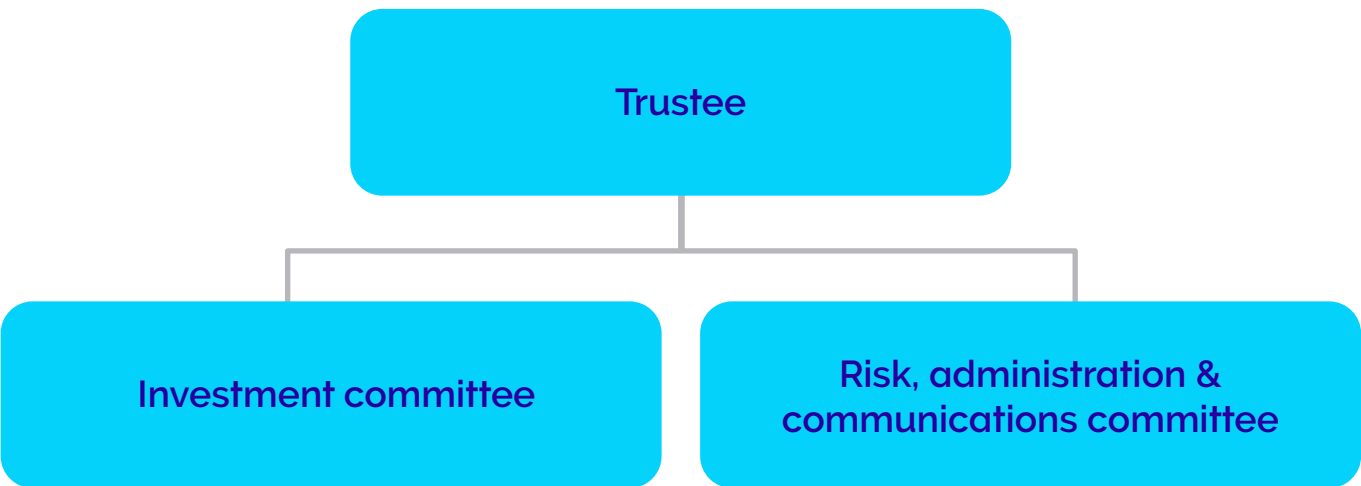 Trustee
Investment committee
Risk, administration &
communications committee